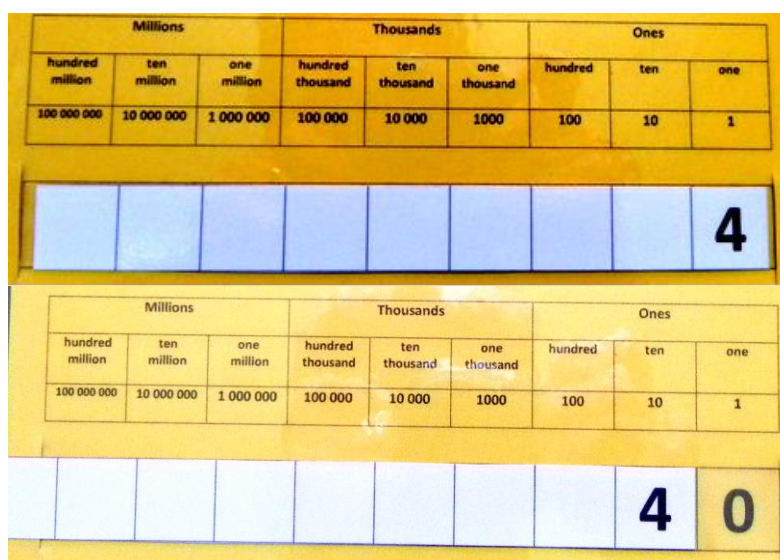 Millions Thousands Ones
hundred million ten million one million hundred thousand ten thousand one thousand hundred ten one
100 000 000 10 000 000 1 000 000 100 000 10 000 1000 100 10 1
4
Millions Thousands Ones
hundred million ten million one million hundred thousand ten thousand one thousand hundred ten one
100 000 000 10 000 000 1 000 000 100 000 10 000 1000 100 10 1
4 0